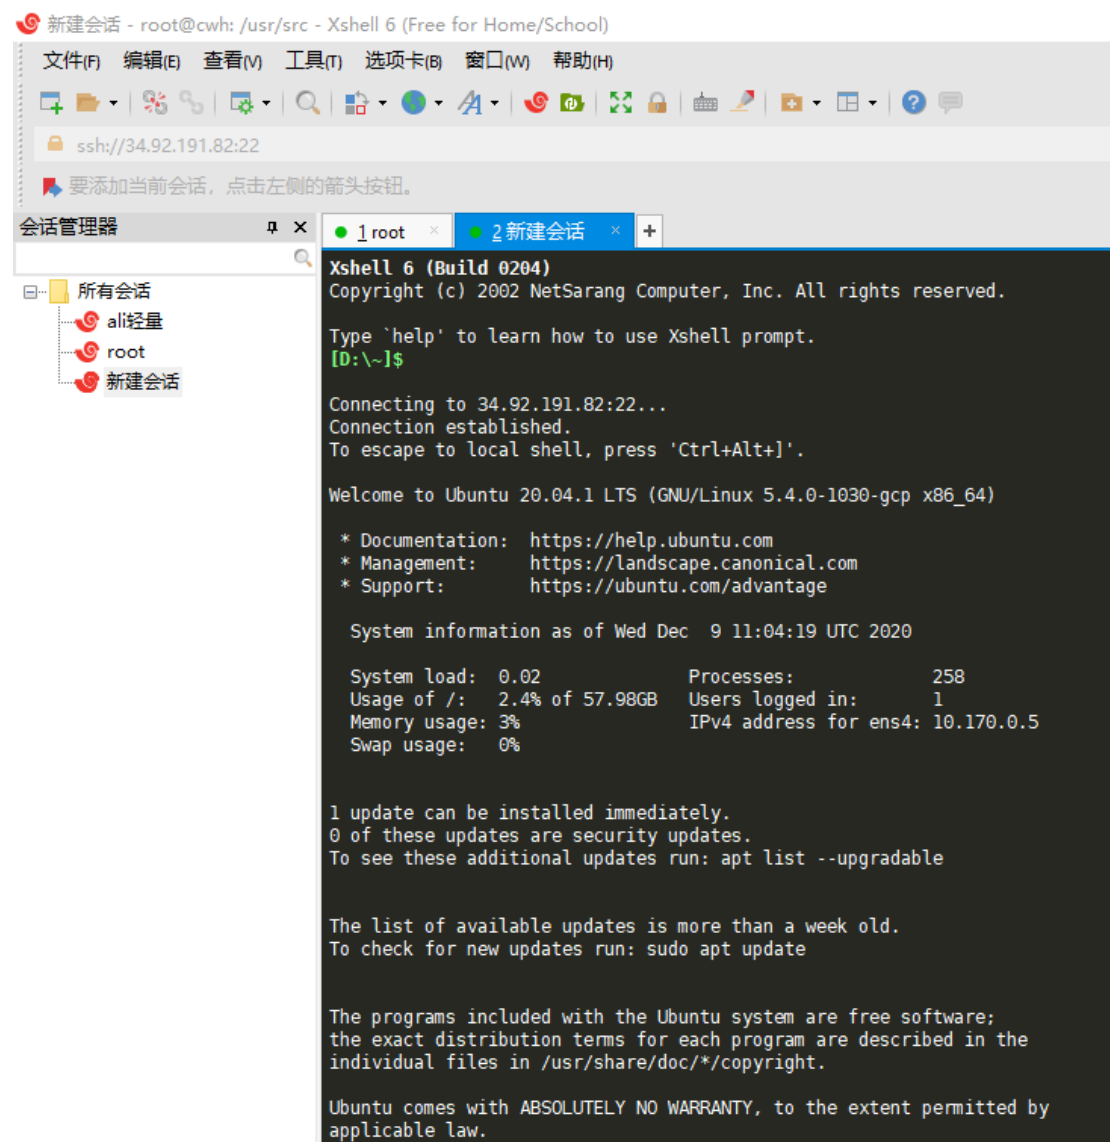 新建会话 - root@cwh: /usr/src - Xshell 6 (Free for Home/School)
文件(F) 编辑(E) 查看(V) 工具(T) 选项卡(B) 窗口(W) 帮助(H)
ssh://34.92.191.82:22
要添加当前会话，点击左侧的箭头按钮。
会话管理器
1 root
2 新建会话
所有会话
ali轻量
root
新建会话
Xshell 6 (Build 0204)
Copyright (c) 2002 NetSarang Computer, Inc. All rights reserved.
Type `help' to learn how to use Xshell prompt.
[D:\~]$
Connecting to 34.92.191.82:22...
Connection established.
To escape to local shell, press 'Ctrl+Alt+]'.
Welcome to Ubuntu 20.04.1 LTS (GNU/Linux 5.4.0-1030-gcp x86_64)
* Documentation:  https://help.ubuntu.com
* Management:     https://landscape.canonical.com
* Support:        https://ubuntu.com/advantage
System information as of Wed Dec  9 11:04:19 UTC 2020
System load:  0.02              Processes:             258
Usage of /:   2.4% of 57.98GB   Users logged in:       1
Memory usage: 3%                IPv4 address for ens4: 10.170.0.5
Swap usage:   0%
1 update can be installed immediately.
0 of these updates are security updates.
To see these additional updates run: apt list --upgradable
The list of available updates is more than a week old.
To check for new updates run: sudo apt update
The programs included with the Ubuntu system are free software;
the exact distribution terms for each program are described in the
individual files in /usr/share/doc/*/copyright.
Ubuntu comes with ABSOLUTELY NO WARRANTY, to the extent permitted by
applicable law.